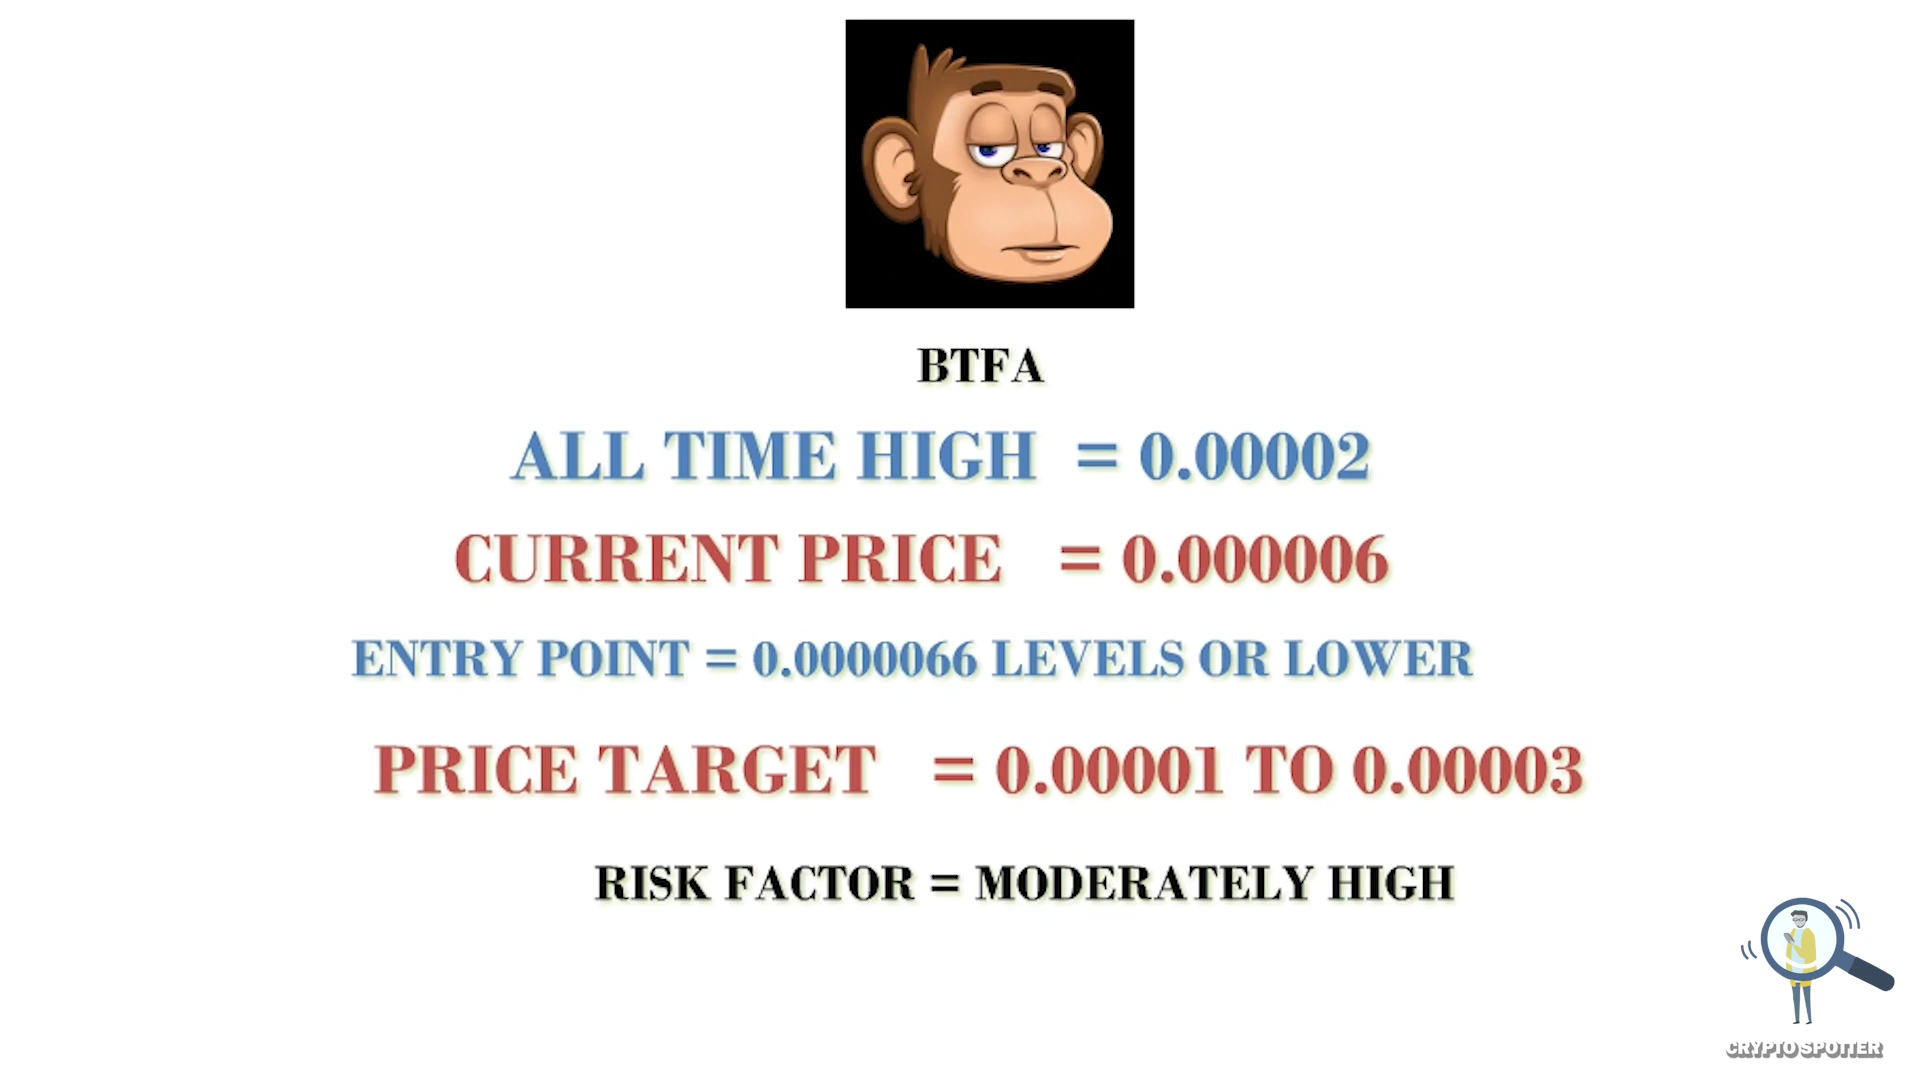 BTFA
ALL TIME HIGH = 0.00002
CURRENT PRICE = 0.000006
ENTRY POINT = 0.0000066 LEVELS OR LOWER
PRICE TARGET = 0.00001 TO 0.00003
RISK FACTOR = MODERATELY HIGH
CRYPTO SPOTTER